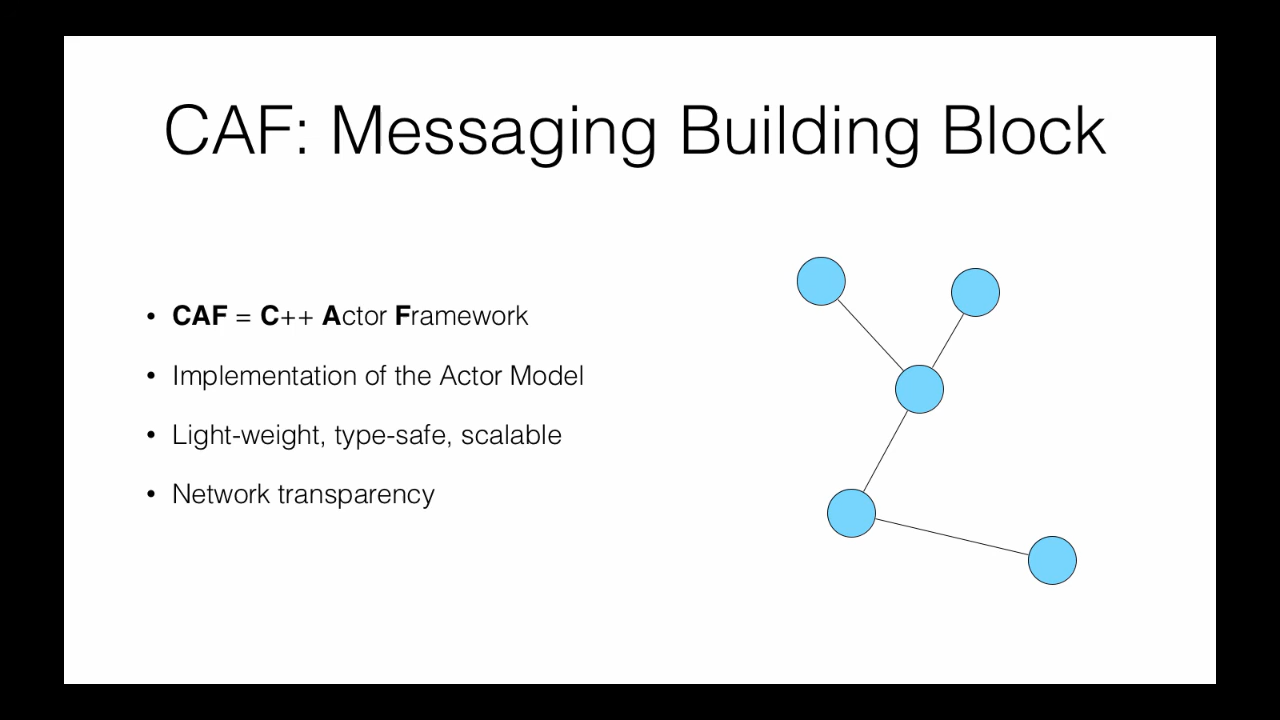 CAF: Messaging Building Block
• CAF = C++ Actor Framework
• Implementation of the Actor Model
• Light-weight, type-safe, scalable
• Network transparency